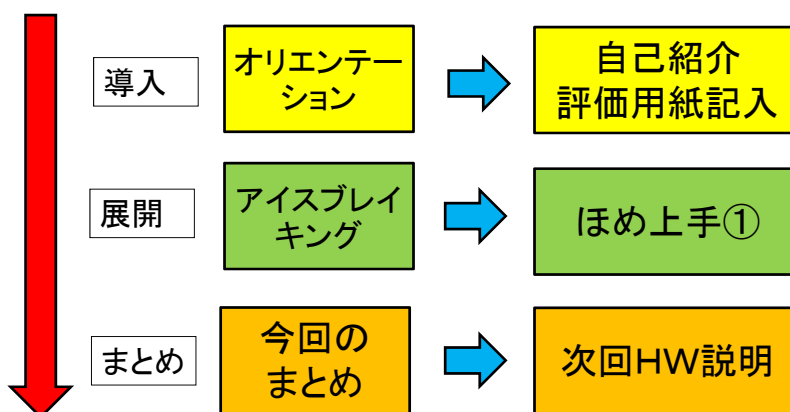 導入
オリエンテー
ション
自己紹介
評価用紙記入
展開
アイスブレイ
キング
ほめ上手①
まとめ
今回の
まとめ
次回HW説明